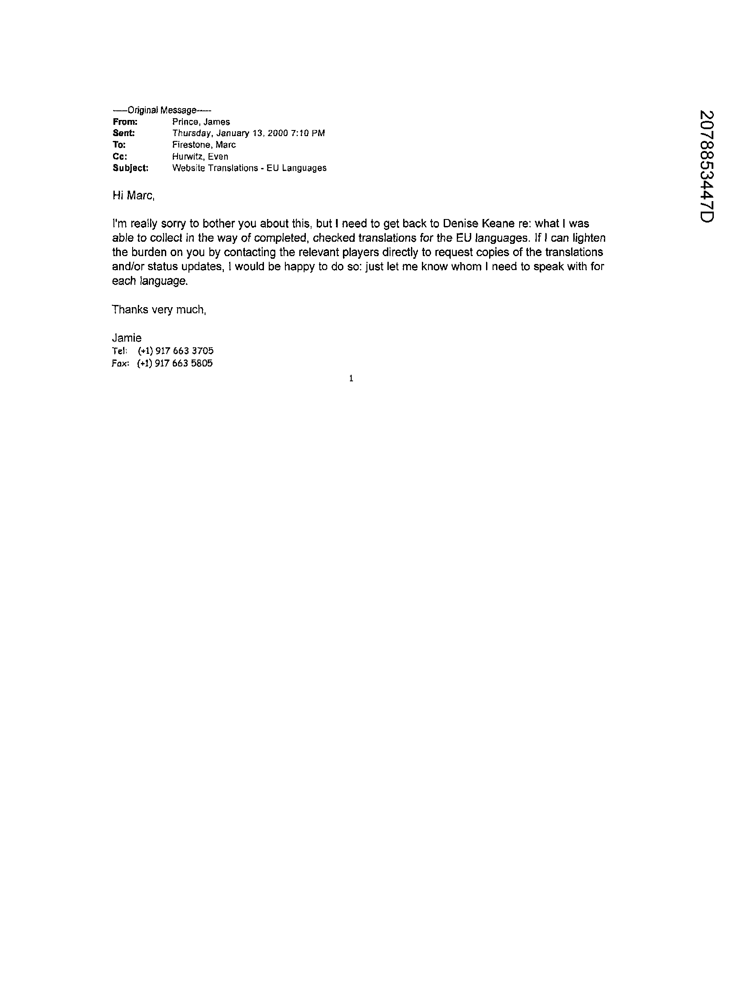 -----Original Message-----
From: Prince, James
Sent: Thursday, January 13, 2000 7:10 PM
To: Firestone, Marc
Cc: Hurwitz, Even
Subject: Website Translations - EU Languages
Hi Marc,
I'm really sorry to bother you about this, but I need to get back to Denise Keane re: what I was
able to collect in the way of completed, checked translations for the EU languages. If I can lighten
the burden on you by contacting the relevant players directly to request copies of the translations
and/or status updates, I would be happy to do so: just let me know whom I need to speak with for
each language.
Thanks very much,
Jamie
Tel: (+1) 917 663 3705
Fax: (+1) 917 663 5805
1
2078853447D